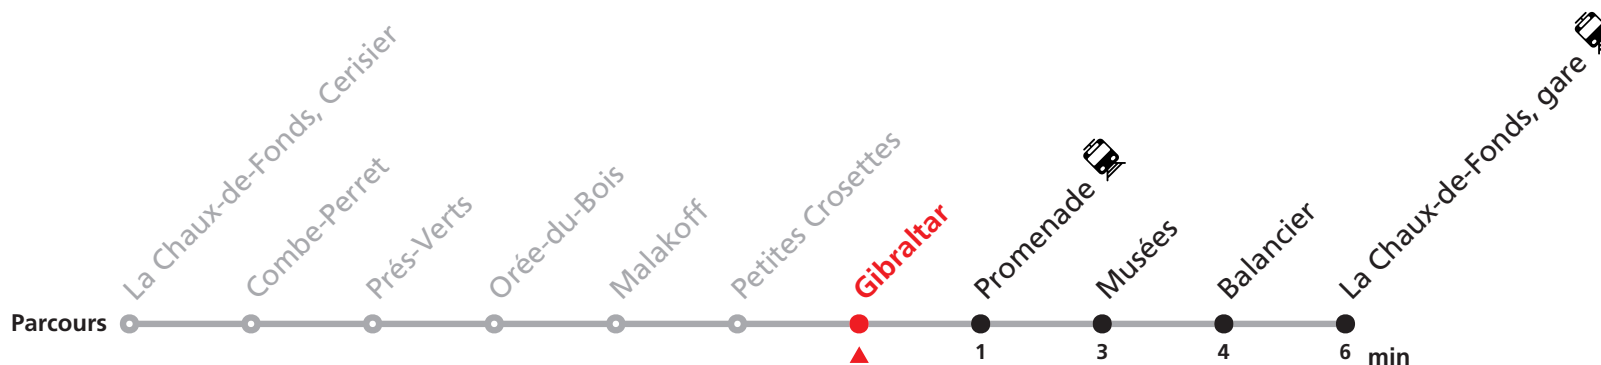 La Chaux-de-Fonds, Cerisier
Combe-Perret
Prés-Verts
Orée-du-Bois
Malakoff
Petites Crosettes
Gibraltar
Promenade
Musées
Balancier
La Chaux-de-Fonds, gare
Parcours
1 3 4 6 min